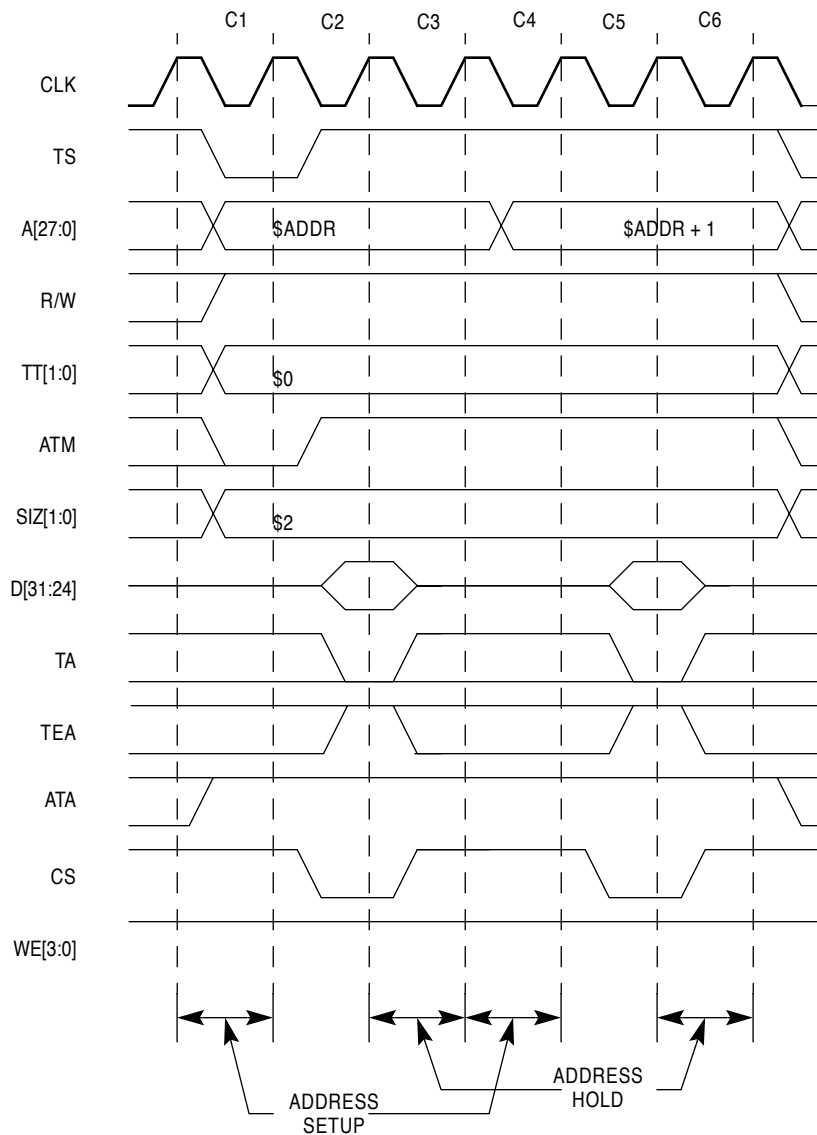 C1 C2 C3 C4 C5 C6
CLK
TS
A[27:0] $ADDR $ADDR + 1
R/W
TT[1:0] $0
ATM
SIZ[1:0] $2
D[31:24]
TA
TEA
ATA
CS
WE[3:0]
ADDRESS
SETUP
ADDRESS
HOLD